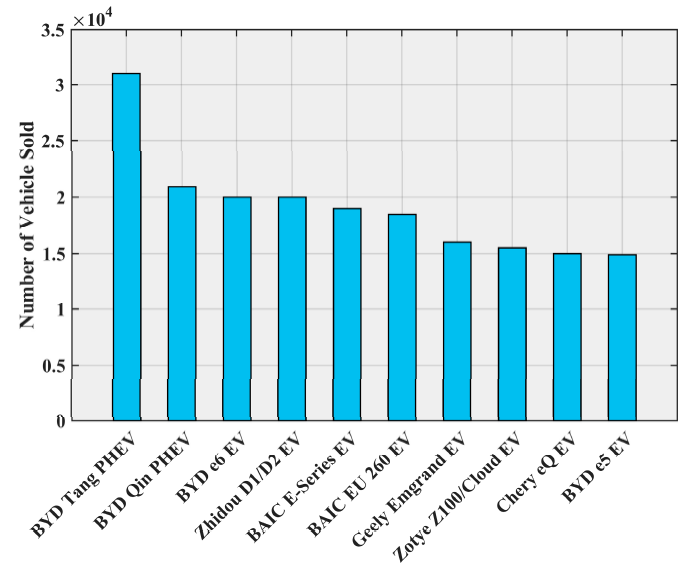 ×10⁴
3.5
3
2.5
2
1.5
1
0.5
0
Number of Vehicle Sold
BYD Tang PHEV
BYD Qin PHEV
BYD e6 EV
Zhidou D1/D2 EV
BAIC E-Series EV
BAIC EU 260 EV
Geely Emgrand EV
Zotye Z100/Cloud EV
Chery eQ EV
BYD e5 EV